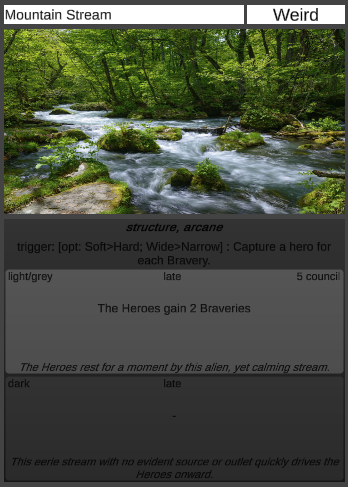 Mountain Stream
Weird
structure, arcane
trigger: [opt: Soft>Hard; Wide>Narrow] : Capture a hero for
each Bravery.
light/grey late 5 council
The Heroes gain 2 Braveries
The Heroes rest for a moment by this alien, yet calming stream.
dark late
-
This eerie stream with no evident source or outlet quickly drives the
Heroes onward.